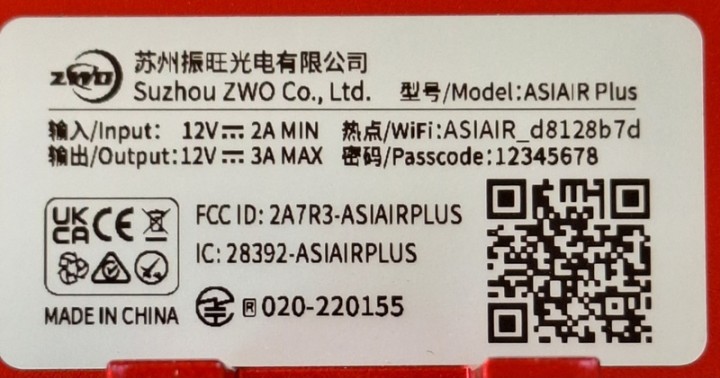 ZWO
苏州振旺光电有限公司
Suzhou ZWO Co., Ltd. 型号/Model:ASIAIR Plus
输入/Input: 12V⎓ 2A MIN 热点/WiFi:ASIAIR_d8128b7d
输出/Output:12V⎓ 3A MAX 密码/Passcode:12345678
UK
CA CE
FCC ID: 2A7R3-ASIAIRPLUS
IC: 28392-ASIAIRPLUS
MADE IN CHINA
R 020-220155